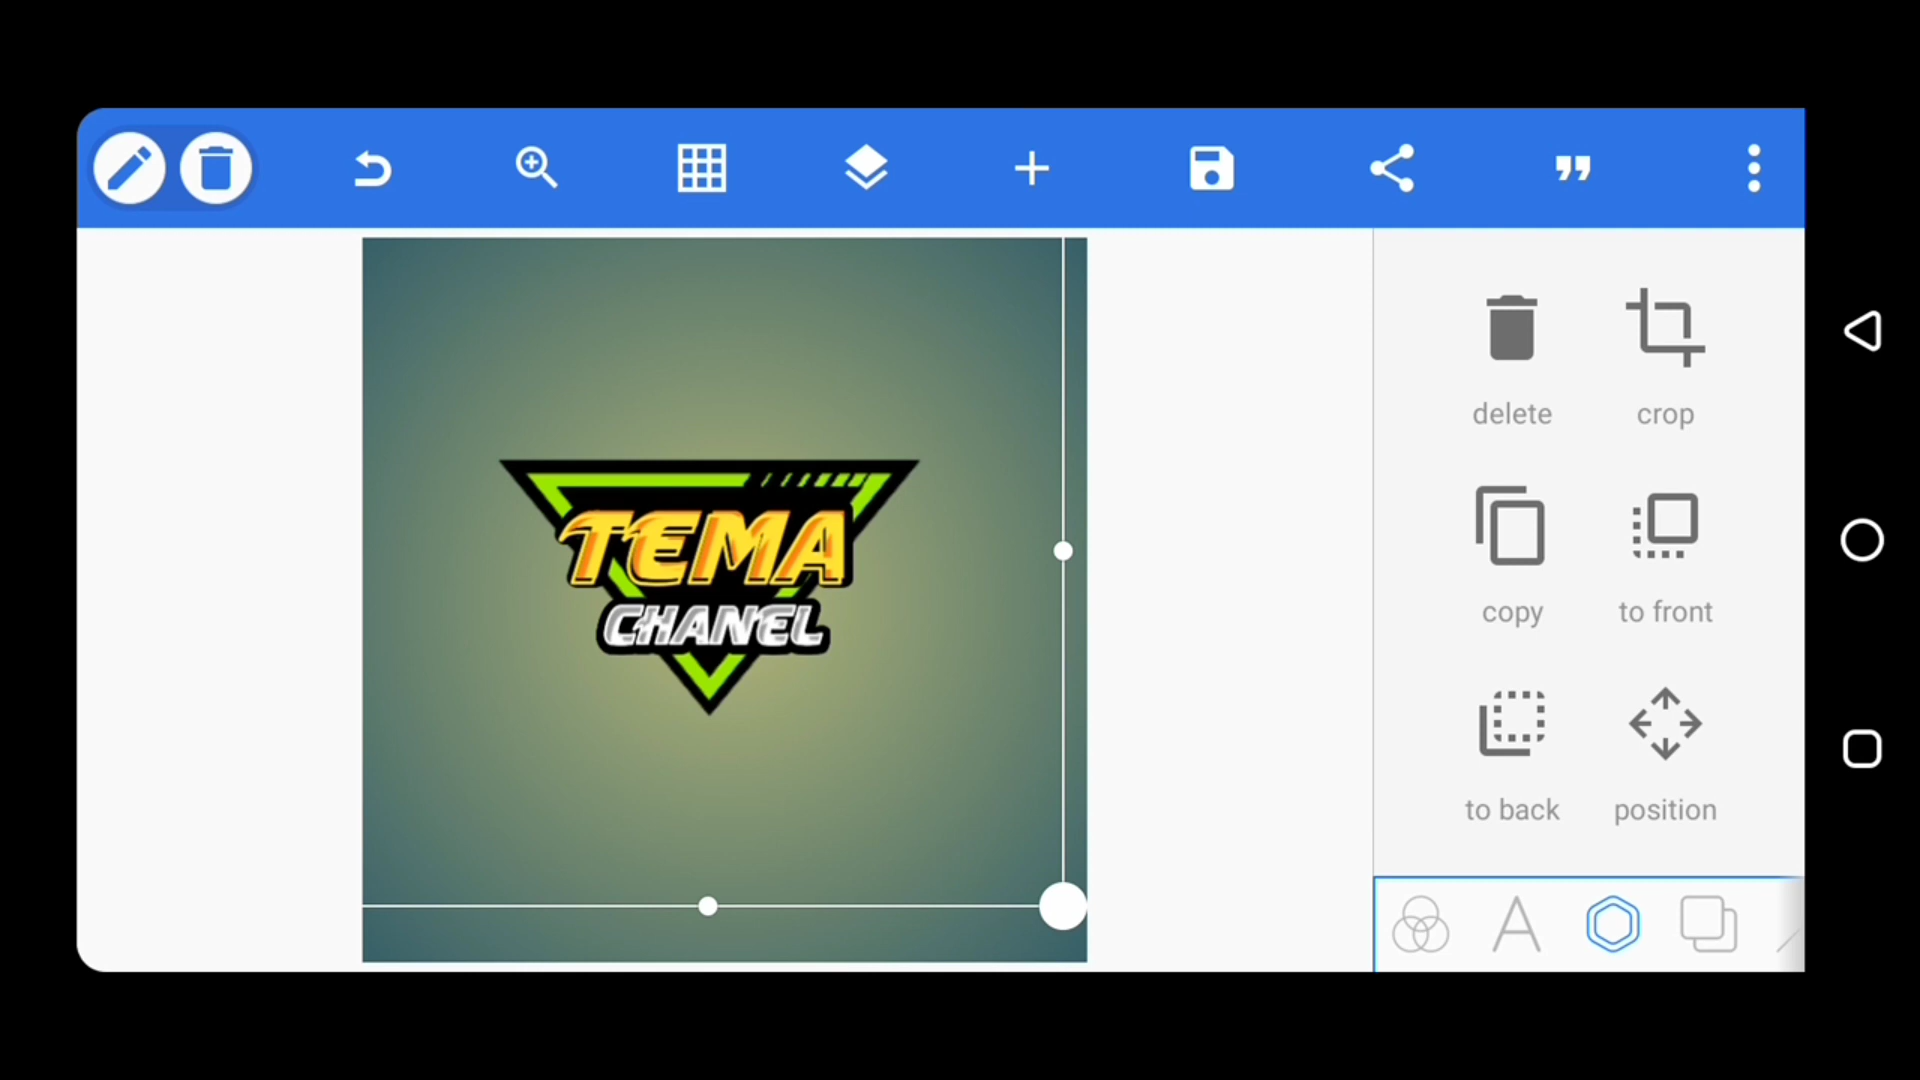 TEMA
CHANEL
delete
crop
copy
to front
to back
position